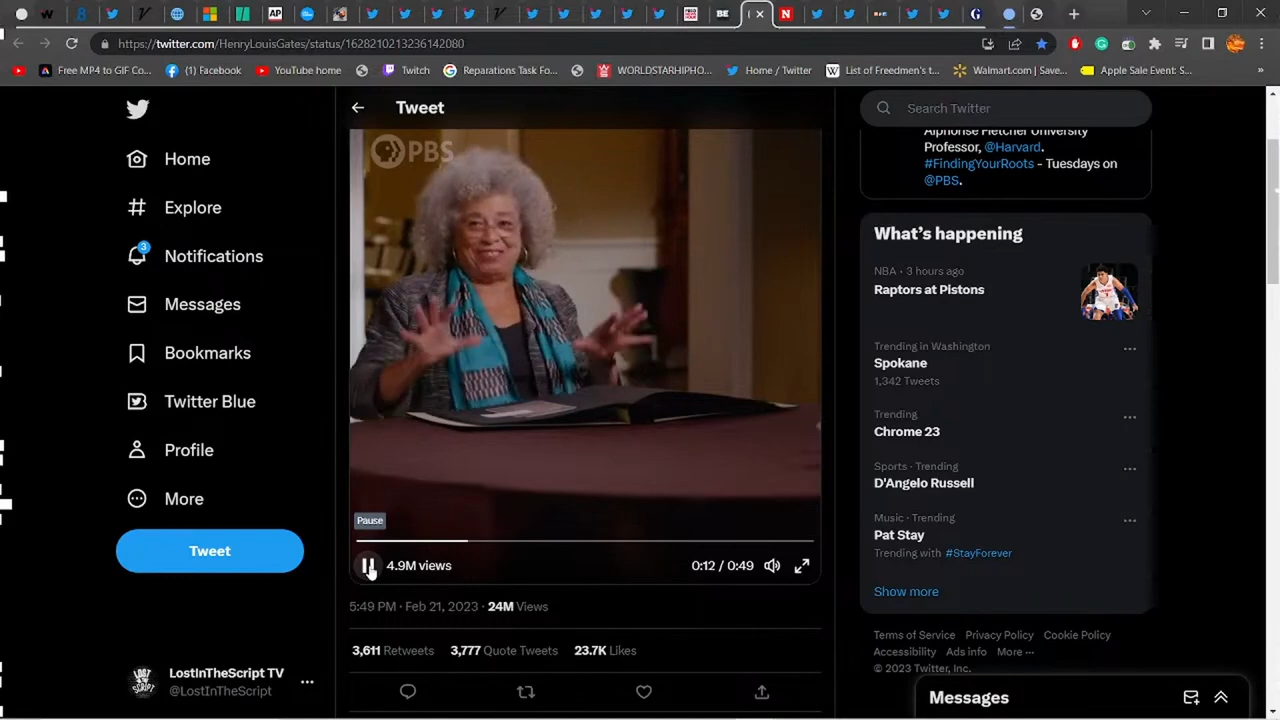 https://twitter.com/HenryLouisGates/status/1628210213236142080
Free MP4 to GIF Co...
(1) Facebook
YouTube home
Twitch
Reparations Task Fo...
WORLDSTARHIPHO...
Home / Twitter
List of Freedmen's t...
Walmart.com | Save...
Apple Sale Event: S...
Home
Explore
3
Notifications
Messages
Bookmarks
Twitter Blue
Profile
More
Tweet
LostInTheScript TV
@LostInTheScript
Tweet
PBS
Pause
4.9M views
0:12 / 0:49
5:49 PM · Feb 21, 2023 · 24M Views
3,611 Retweets 3,777 Quote Tweets 23.7K Likes
Search Twitter
Alphonse Fletcher University
Professor, @Harvard.
#FindingYourRoots - Tuesdays on
@PBS.
What's happening
NBA · 3 hours ago
Raptors at Pistons
Trending in Washington
Spokane
1,342 Tweets
Trending
Chrome 23
Sports · Trending
D'Angelo Russell
Music · Trending
Pat Stay
Trending with #StayForever
Show more
Terms of Service Privacy Policy Cookie Policy
Accessibility Ads info More ···
© 2023 Twitter, Inc.
Messages